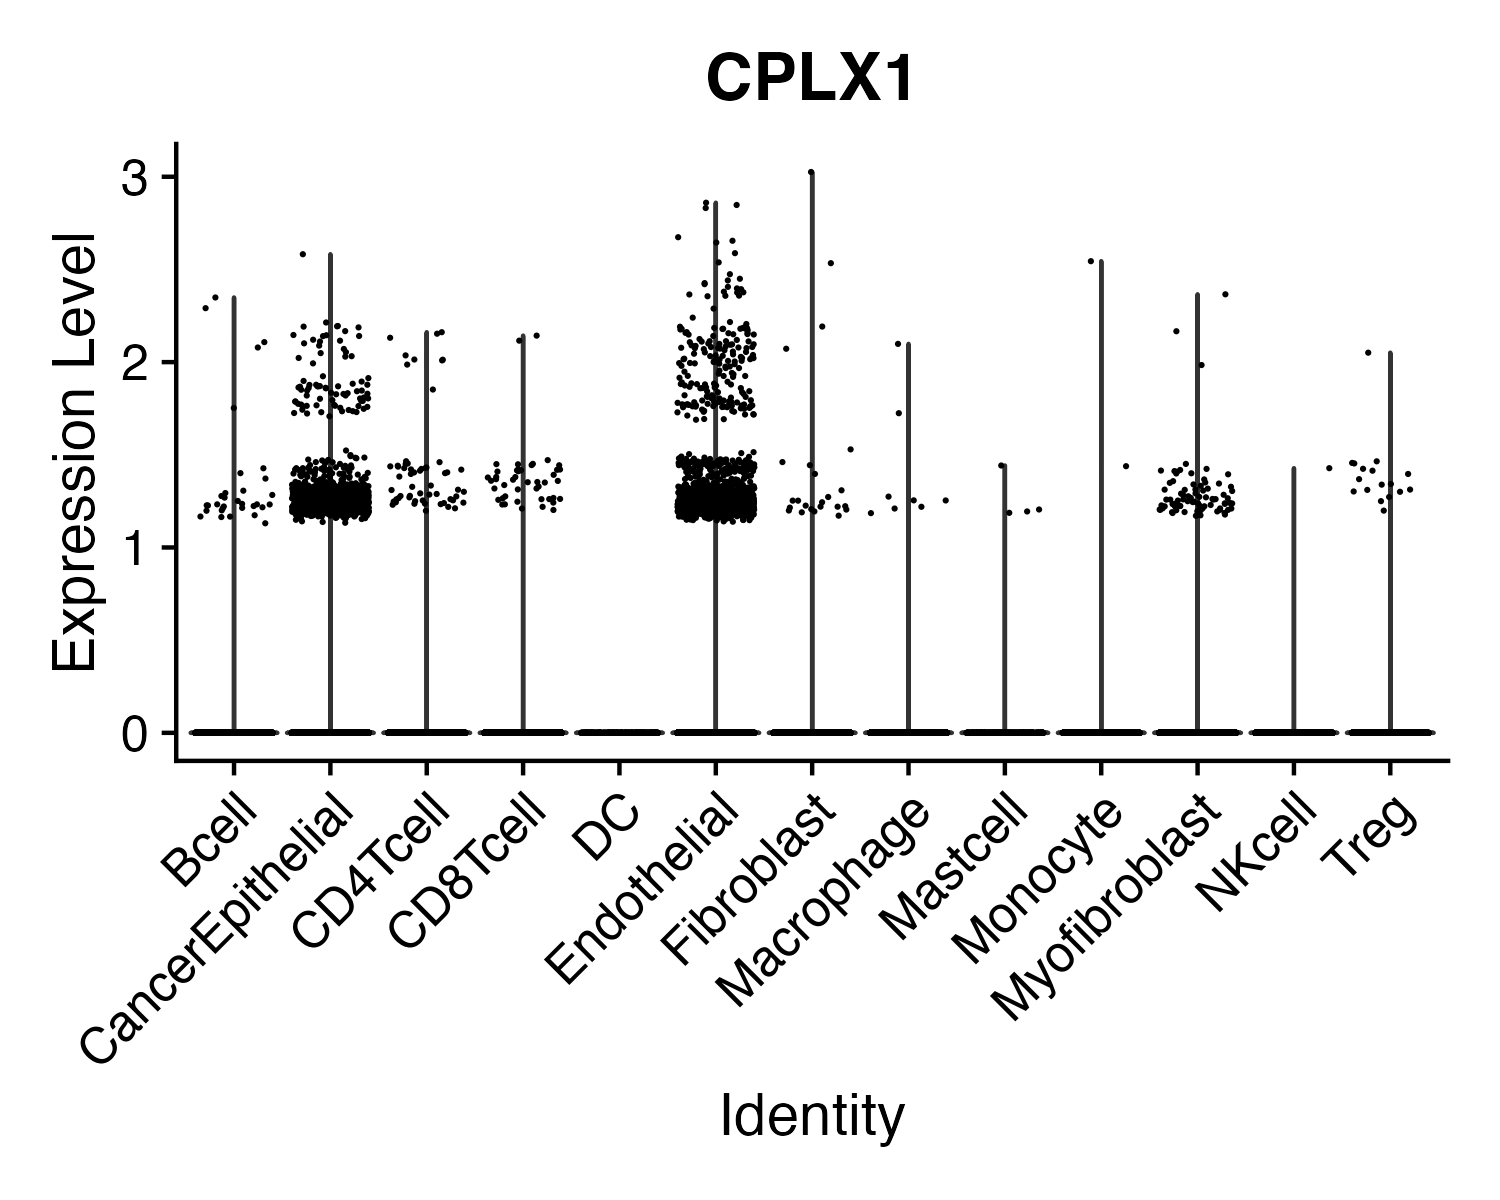 CPLX1
Expression Level
3
2
1
0
Bcell
CancerEpithelial
CD4Tcell
CD8Tcell
DC
Endothelial
Fibroblast
Macrophage
Mastcell
Monocyte
Myofibroblast
NKcell
Treg
Identity